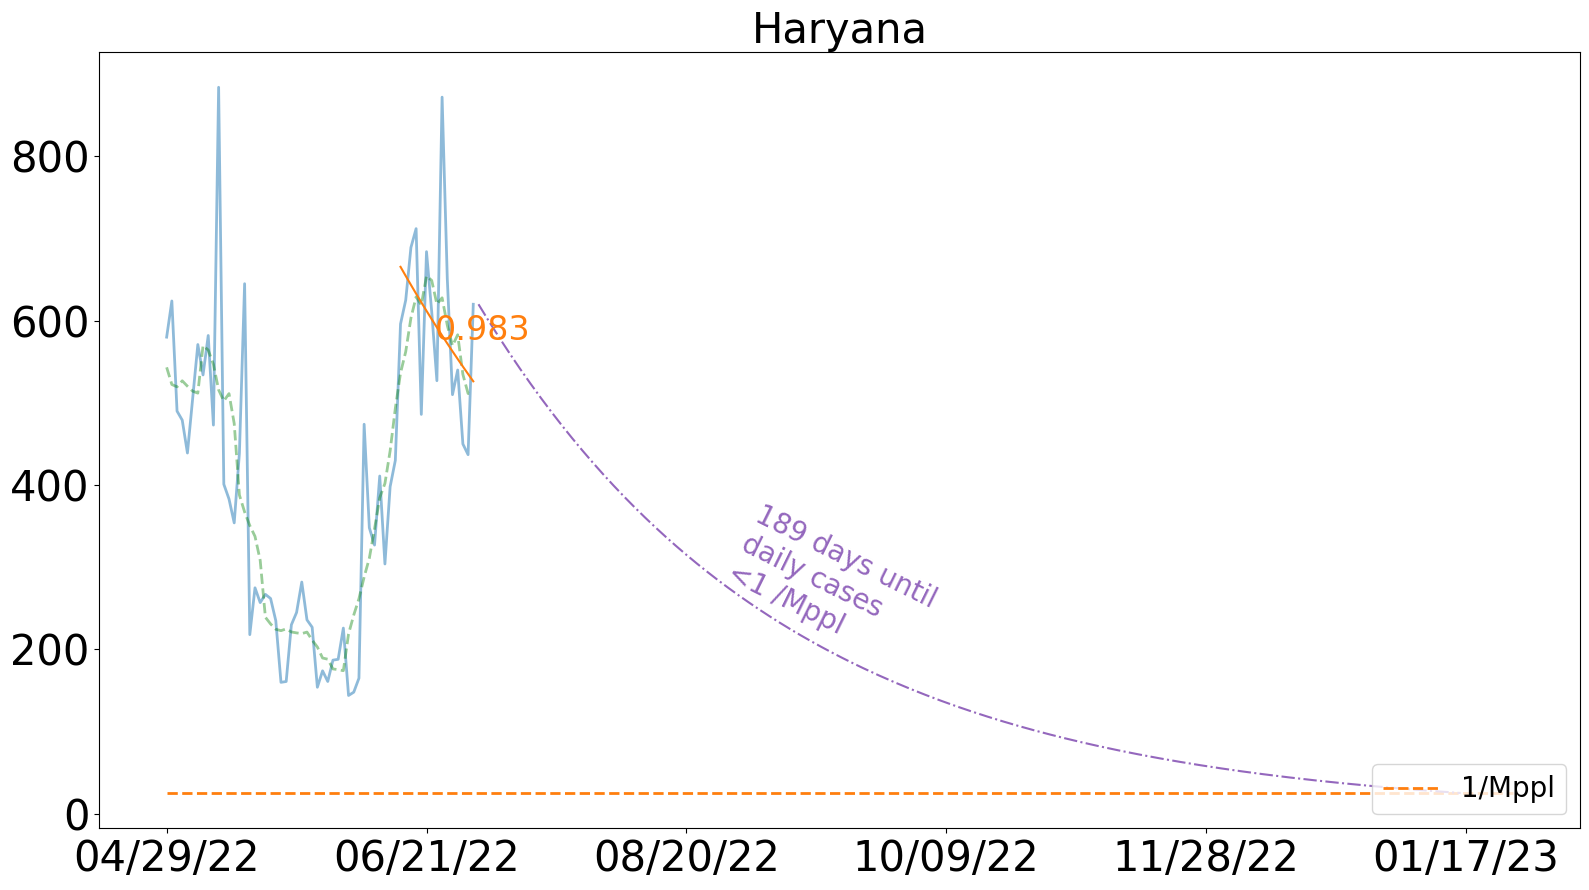 Haryana
800
600
400
200
0
0.983
189 days until
daily cases
<1 /Mppl
1/Mppl
04/29/22
06/21/22
08/20/22
10/09/22
11/28/22
01/17/23